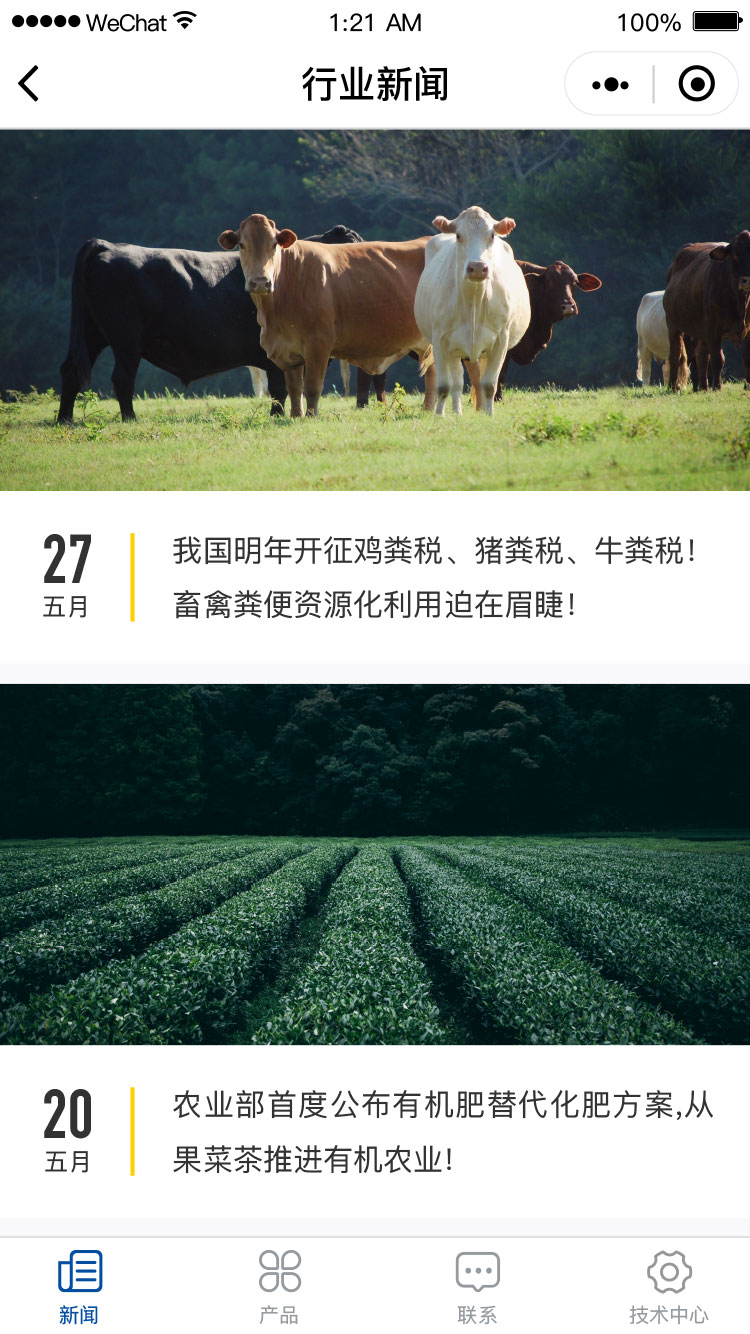 WeChat 1:21 AM 100%
行业新闻
27
五月
我国明年开征鸡粪税、猪粪税、牛粪税!
畜禽粪便资源化利用迫在眉睫!
20
五月
农业部首度公布有机肥替代化肥方案,从
果菜茶推进有机农业!
新闻 产品 联系 技术中心